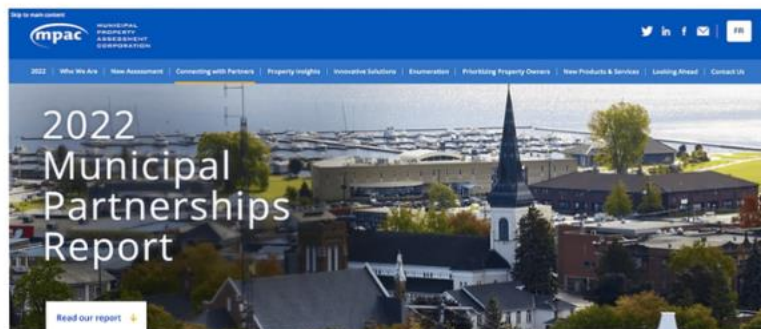 Skip to main content
mpac
MUNICIPAL
PROPERTY
ASSESSMENT
CORPORATION
FR
2022 | Who We Are | New Assessment | Connecting with Partners | Property Insights | Innovative Solutions | Enumeration | Prioritizing Property Owners | New Products & Services | Looking Ahead | Contact Us
2022
Municipal
Partnerships
Report
Read our report